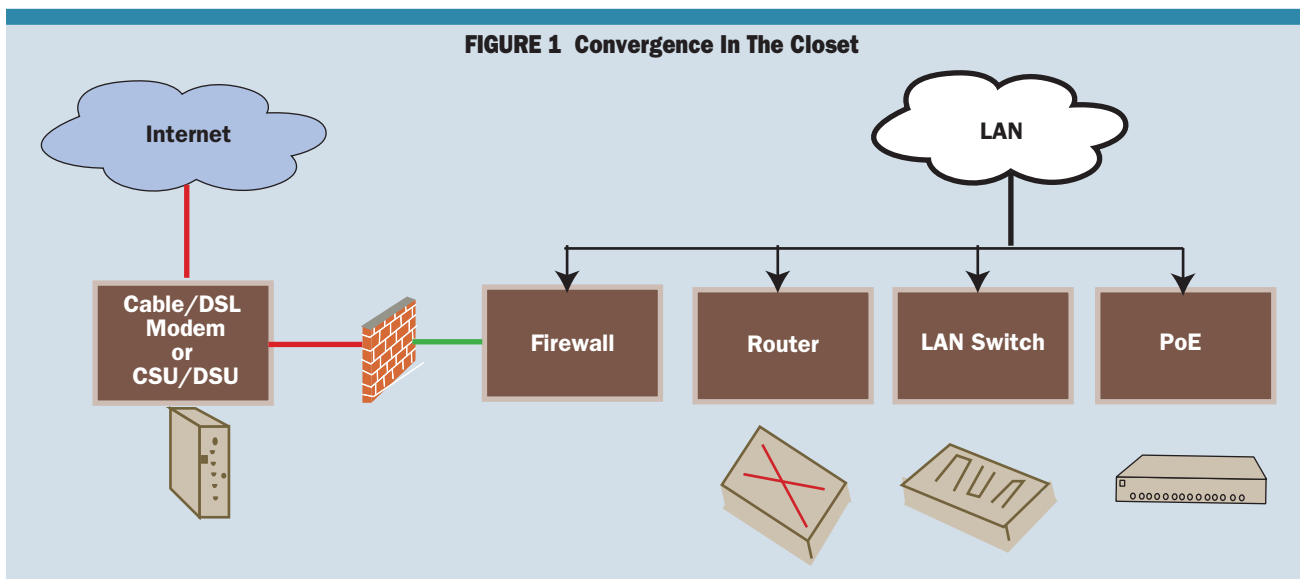 FIGURE 1 Convergence In The Closet
Internet
LAN
Cable/DSL
Modem
or
CSU/DSU
Firewall
Router
LAN Switch
PoE